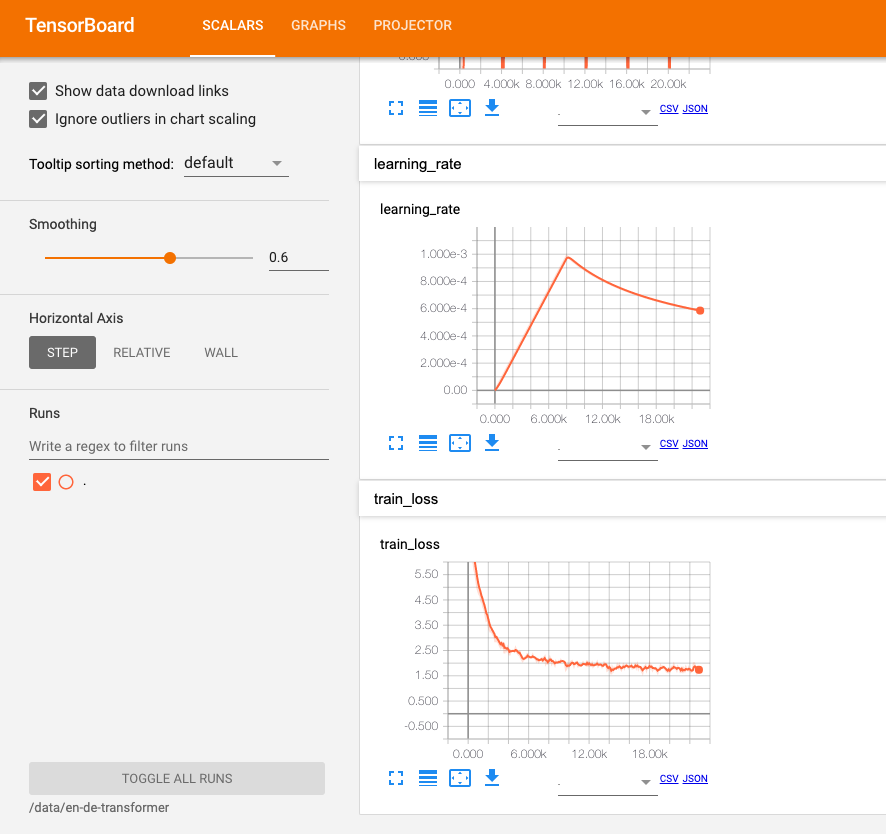 TensorBoard SCALARS GRAPHS PROJECTOR
Show data download links
Ignore outliers in chart scaling
Tooltip sorting method: default
Smoothing
0.6
Horizontal Axis
STEP RELATIVE WALL
Runs
Write a regex to filter runs
.
TOGGLE ALL RUNS
/data/en-de-transformer
0.000
0.000 4.000k 8.000k 12.00k 16.00k 20.00k
. CSV JSON
learning_rate
learning_rate
1.000e-3
8.000e-4
6.000e-4
4.000e-4
2.000e-4
0.00
0.000 6.000k 12.00k 18.00k
. CSV JSON
train_loss
train_loss
5.50
4.50
3.50
2.50
1.50
0.500
-0.500
0.000 6.000k 12.00k 18.00k
. CSV JSON